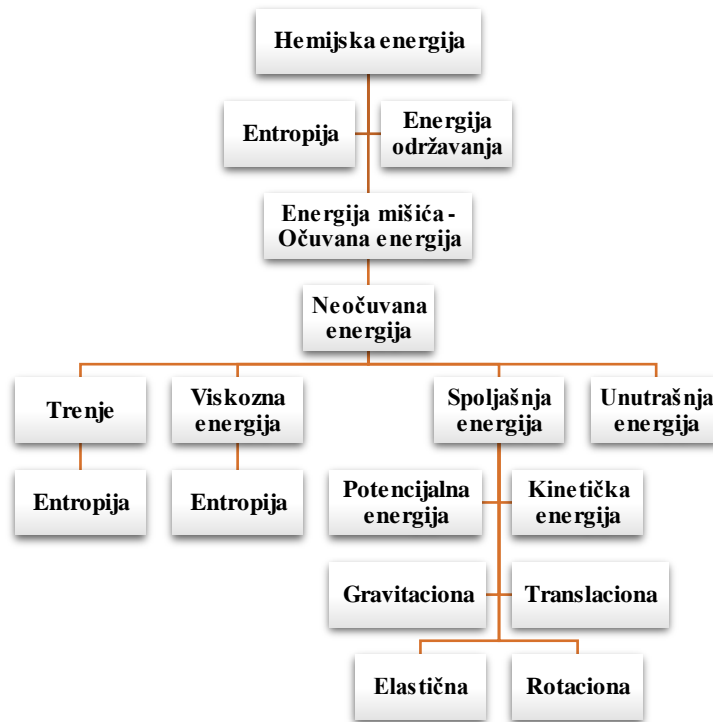 Hemijska energija
Entropija
Energija
održavanja
Energija mišića -
Očuvana energija
Neočuvana
energija
Trenje
Viskozna
energija
Spoljašnja
energija
Unutrašnja
energija
Entropija
Entropija
Potencijalna
energija
Kinetička
energija
Gravitaciona
Translaciona
Elastična
Rotaciona